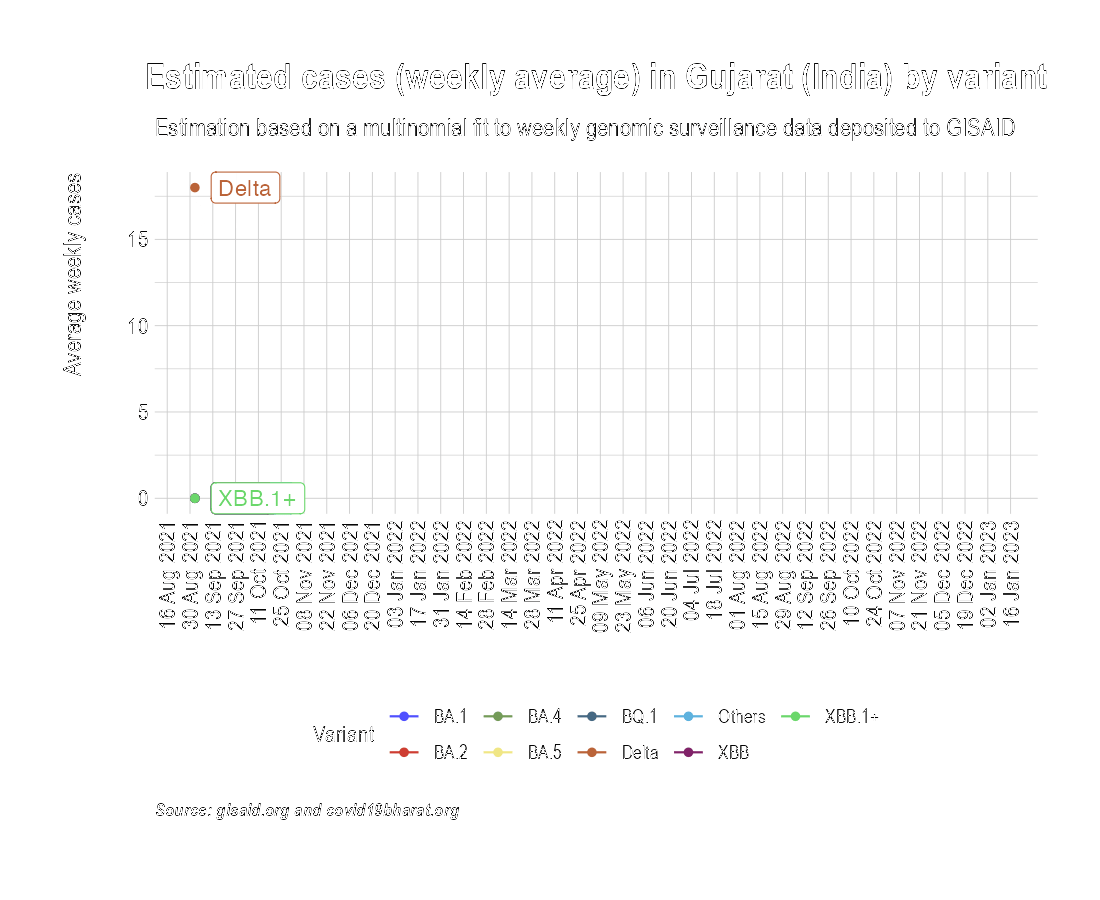 Estimated cases (weekly average) in Gujarat (India) by variant
Estimation based on a multinomial fit to weekly genomic surveillance data deposited to GISAID
Average weekly cases
15
10
5
0
Delta
XBB.1+
16 Aug 2021
30 Aug 2021
13 Sep 2021
27 Sep 2021
11 Oct 2021
25 Oct 2021
08 Nov 2021
22 Nov 2021
06 Dec 2021
20 Dec 2021
03 Jan 2022
17 Jan 2022
31 Jan 2022
14 Feb 2022
28 Feb 2022
14 Mar 2022
28 Mar 2022
11 Apr 2022
25 Apr 2022
09 May 2022
23 May 2022
06 Jun 2022
20 Jun 2022
04 Jul 2022
18 Jul 2022
01 Aug 2022
15 Aug 2022
29 Aug 2022
12 Sep 2022
26 Sep 2022
10 Oct 2022
24 Oct 2022
07 Nov 2022
21 Nov 2022
05 Dec 2022
19 Dec 2022
02 Jan 2023
16 Jan 2023
Variant
BA.1 BA.4 BQ.1 Others XBB.1+
BA.2 BA.5 Delta XBB
Source: gisaid.org and covid19bharat.org